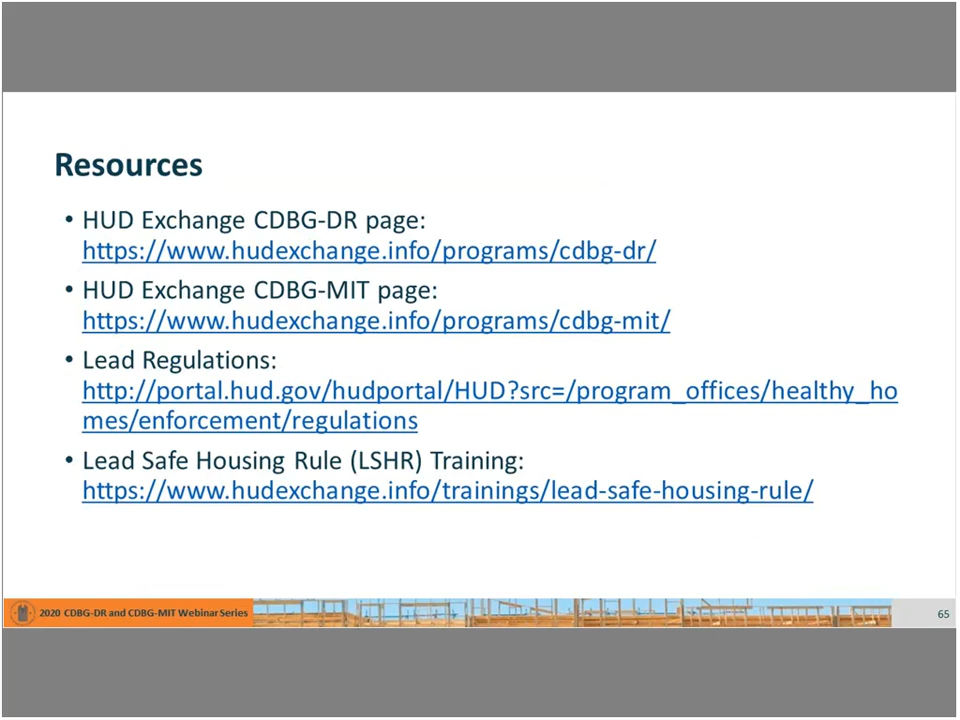 Resources
• HUD Exchange CDBG-DR page:
https://www.hudexchange.info/programs/cdbg-dr/
• HUD Exchange CDBG-MIT page:
https://www.hudexchange.info/programs/cdbg-mit/
• Lead Regulations:
http://portal.hud.gov/hudportal/HUD?src=/program_offices/healthy_ho
mes/enforcement/regulations
• Lead Safe Housing Rule (LSHR) Training:
https://www.hudexchange.info/trainings/lead-safe-housing-rule/
2020 CDBG-DR and CDBG-MIT Webinar Series
65